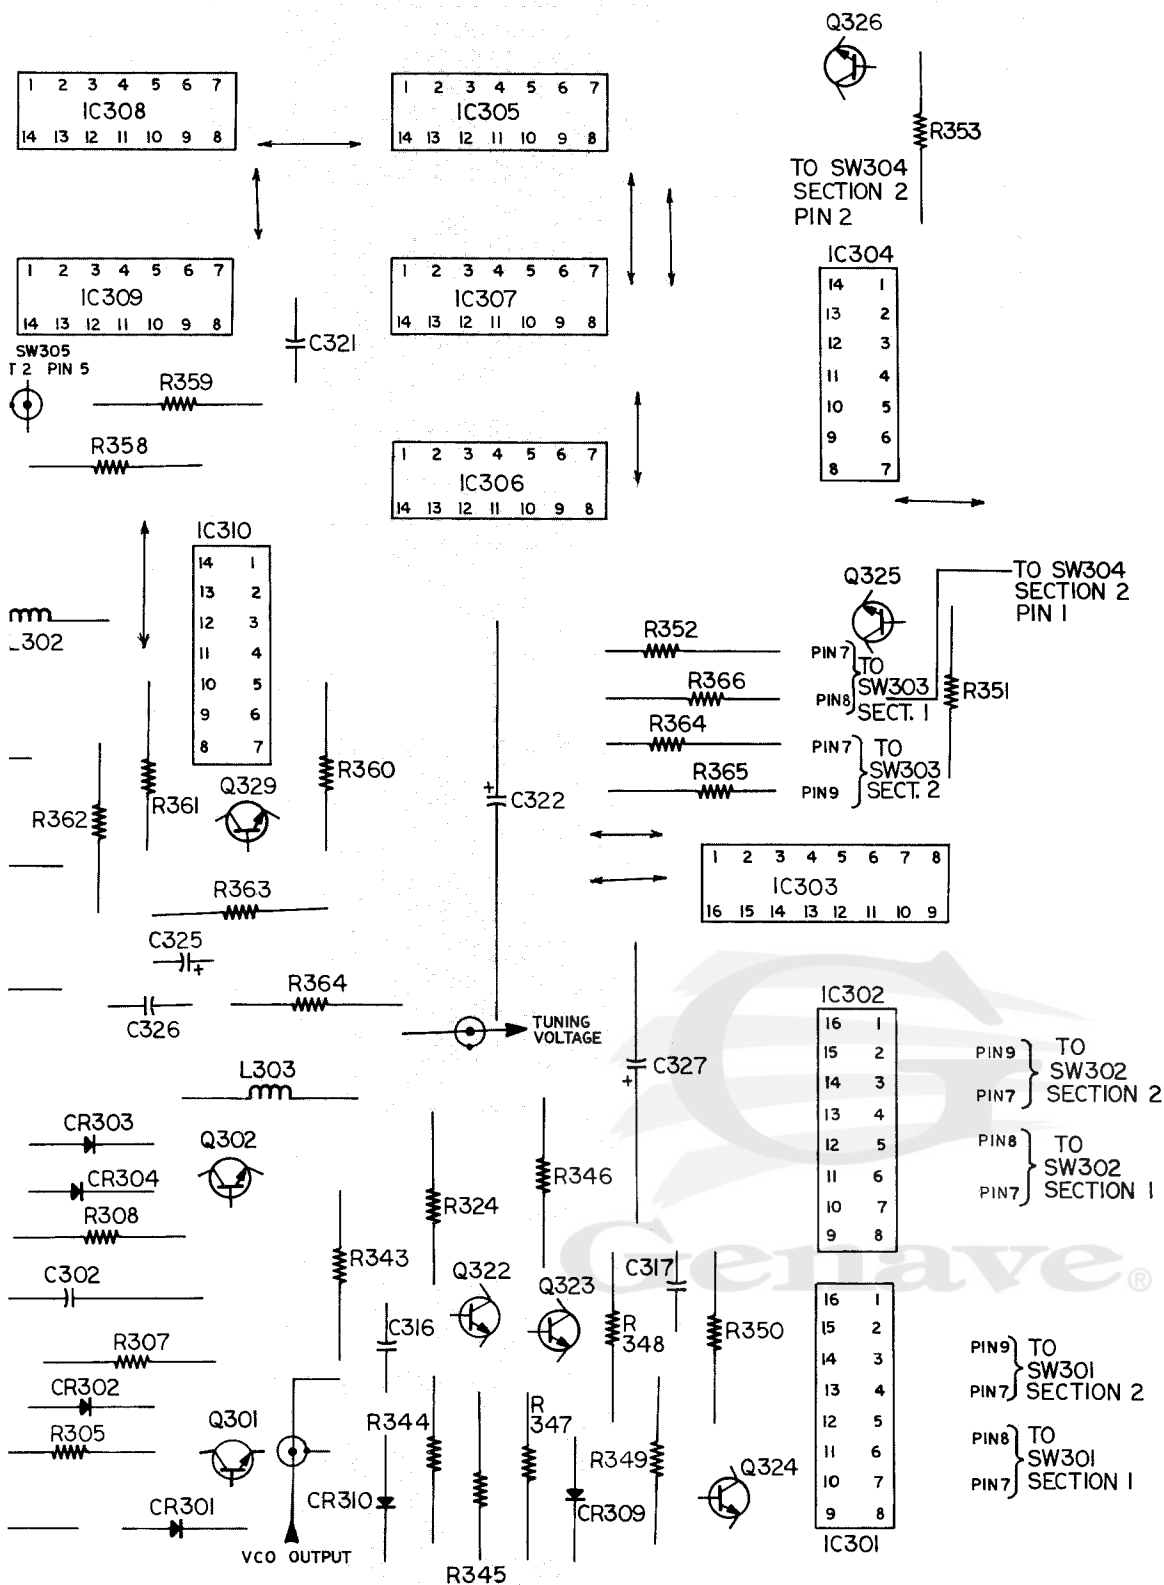 Q326
1 2 3 4 5 6 7
IC308
14 13 12 11 10 9 8
1 2 3 4 5 6 7
IC305
14 13 12 11 10 9 8
R353
TO SW304
SECTION 2
PIN 2
IC304
14 1
13 2
12 3
11 4
10 5
9 6
8 7
1 2 3 4 5 6 7
IC309
14 13 12 11 10 9 8
1 2 3 4 5 6 7
IC307
14 13 12 11 10 9 8
C321
SW305
T 2 PIN 5
R359
R358
1 2 3 4 5 6 7
IC306
14 13 12 11 10 9 8
IC310
14 1
13 2
12 3
11 4
10 5
9 6
8 7
L302
Q325
TO SW304
SECTION 2
PIN 1
R352
PIN 7
R366
PIN8
TO
SW303
SECT. 1
R351
R364
PIN 7
R365
PIN9
TO
SW303
SECT. 2
R362
R361
Q329
R360
+
C322
1 2 3 4 5 6 7 8
IC303
16 15 14 13 12 11 10 9
R363
C325
+
C326
R364
TUNING
VOLTAGE
C327
+
IC302
16 1
15 2
14 3
13 4
12 5
11 6
10 7
9 8
PIN9
PIN7
TO
SW302
SECTION 2
PIN8
PIN7
TO
SW302
SECTION 1
L303
CR303
CR304
Q302
R308
R324
R346
R343
C302
Q322
Q323
C317
Genave®
C316
R
348
R350
16 1
15 2
14 3
13 4
12 5
11 6
10 7
9 8
IC301
PIN9
PIN7
TO
SW301
SECTION 2
PIN8
PIN7
TO
SW301
SECTION 1
R307
CR302
R305
Q301
R344
R
347
R349
Q324
CR301
CR310
CR309
VCO OUTPUT
R345